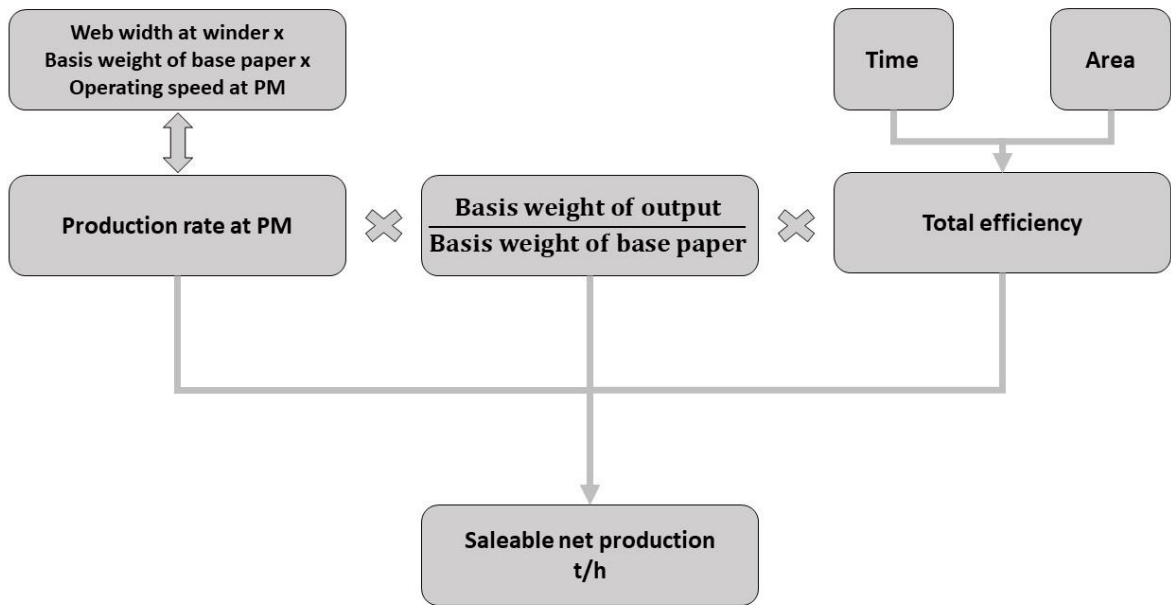 Web width at winder x
Basis weight of base paper x
Operating speed at PM
Time
Area
Production rate at PM
Basis weight of output
Basis weight of base paper
Total efficiency
Saleable net production
t/h